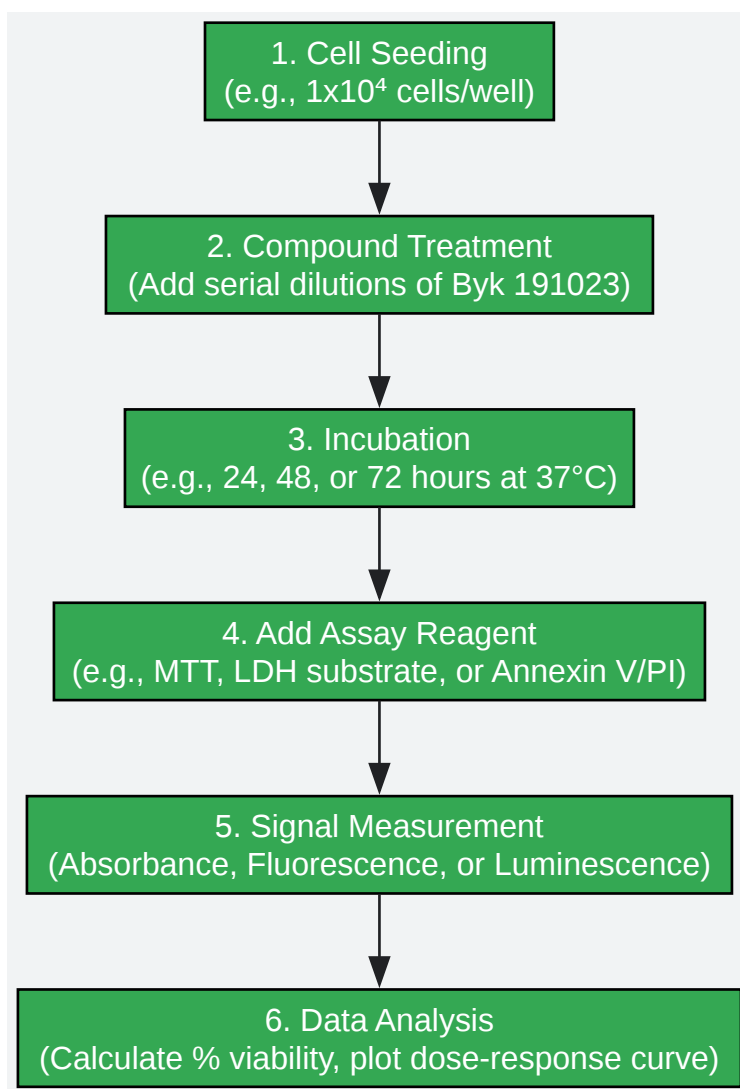 1. Cell Seeding
(e.g., 1x10⁴ cells/well)
2. Compound Treatment
(Add serial dilutions of Byk 191023)
3. Incubation
(e.g., 24, 48, or 72 hours at 37°C)
4. Add Assay Reagent
(e.g., MTT, LDH substrate, or Annexin V/PI)
5. Signal Measurement
(Absorbance, Fluorescence, or Luminescence)
6. Data Analysis
(Calculate % viability, plot dose-response curve)